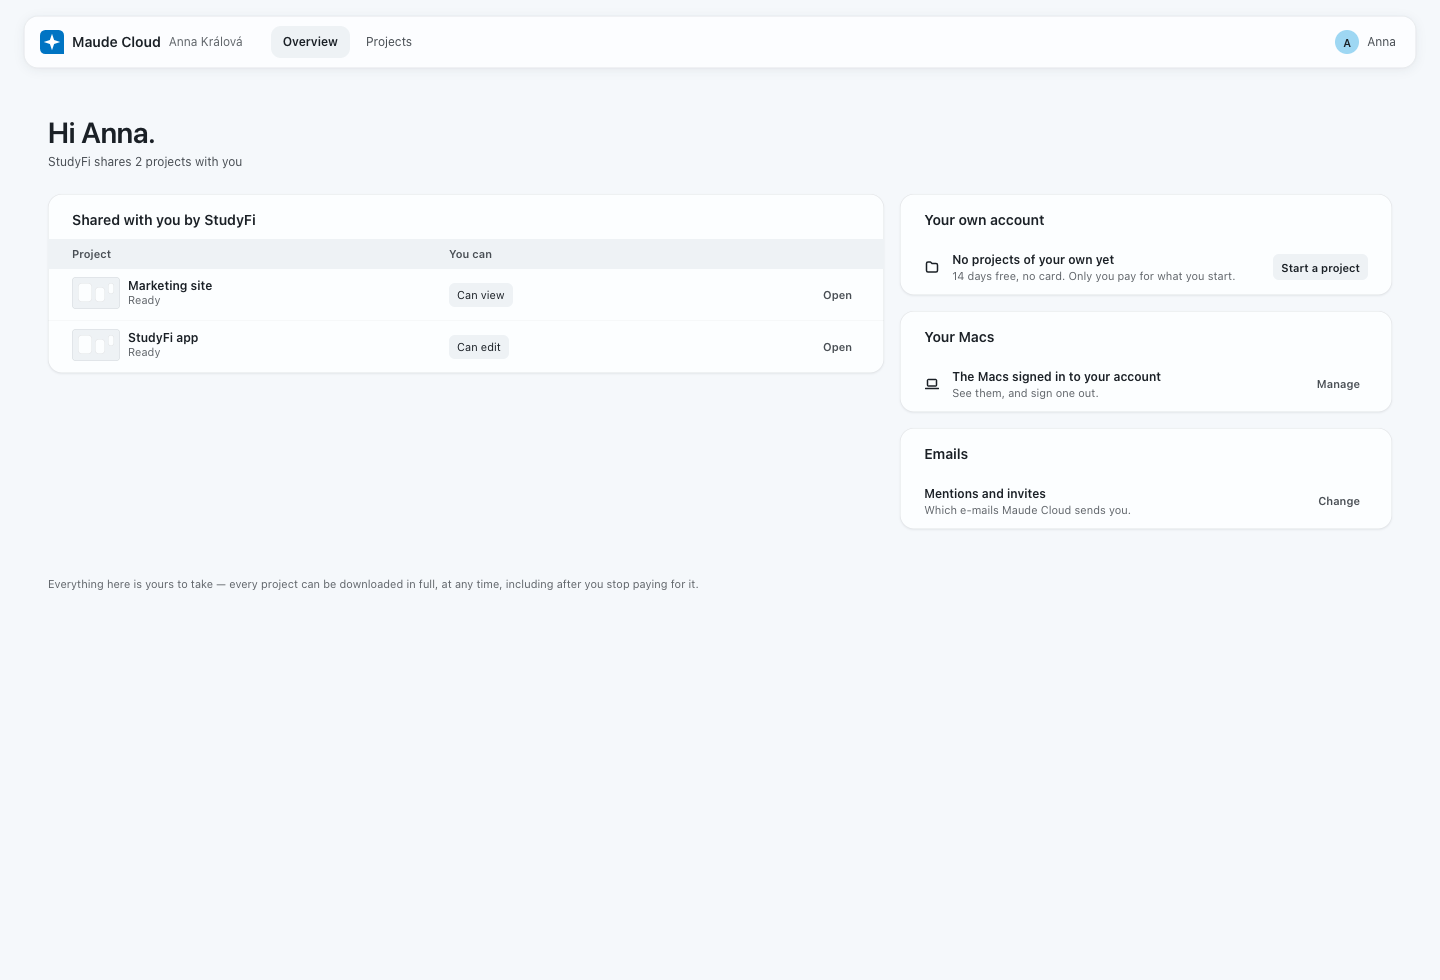 Maude Cloud Anna Králová Overview Projects A Anna
Hi Anna.
StudyFi shares 2 projects with you
Shared with you by StudyFi
Project You can
Marketing site
Ready
Can view Open
StudyFi app
Ready
Can edit Open
Your own account
No projects of your own yet
14 days free, no card. Only you pay for what you start.
Start a project
Your Macs
The Macs signed in to your account
See them, and sign one out.
Manage
Emails
Mentions and invites
Which e-mails Maude Cloud sends you.
Change
Everything here is yours to take — every project can be downloaded in full, at any time, including after you stop paying for it.